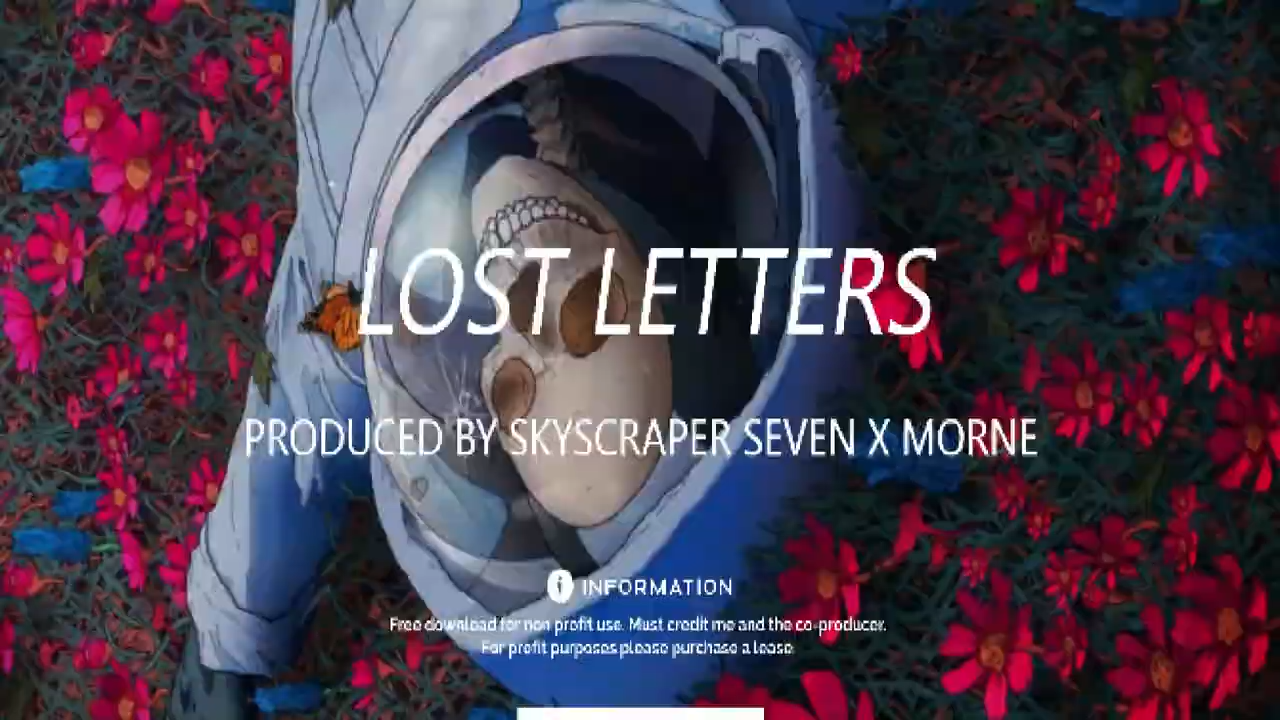 LOST LETTERS
PRODUCED BY SKYSCRAPER SEVEN X MORNE
INFORMATION
Free download for non profit use. Must credit me and the co-producer.
For profit purposes please purchase a lease.